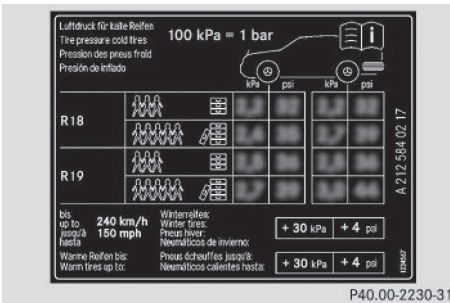 Luftdruck für kalte Reifen
Tire pressure cold tires
Pression des pneus froid
Presión de inflado
100 kPa = 1 bar
i
kPa psi kPa psi
R18
R19
A 212 584 02 17
bis
up to
jusqu'à
hasta
240 km/h
150 mph
Winterreifen:
Winter tires:
Pneus hiver:
Neumáticos de invierno:
+ 30 kPa + 4 psi
Warme Reifen bis:
Warm tires up to:
Pneus échauffes jusqu'à:
Neumáticos calientes hasta:
+ 30 kPa + 4 psi
P40.00-2230-31